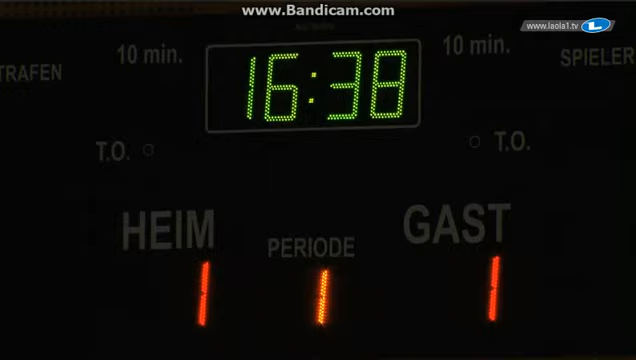 www.Bandicam.com
www.laola1.tv L
10 min.
16:38
10 min.
TRAFEN
SPIELER
T.O.
T.O.
HEIM
PERIODE
GAST
1
1
1